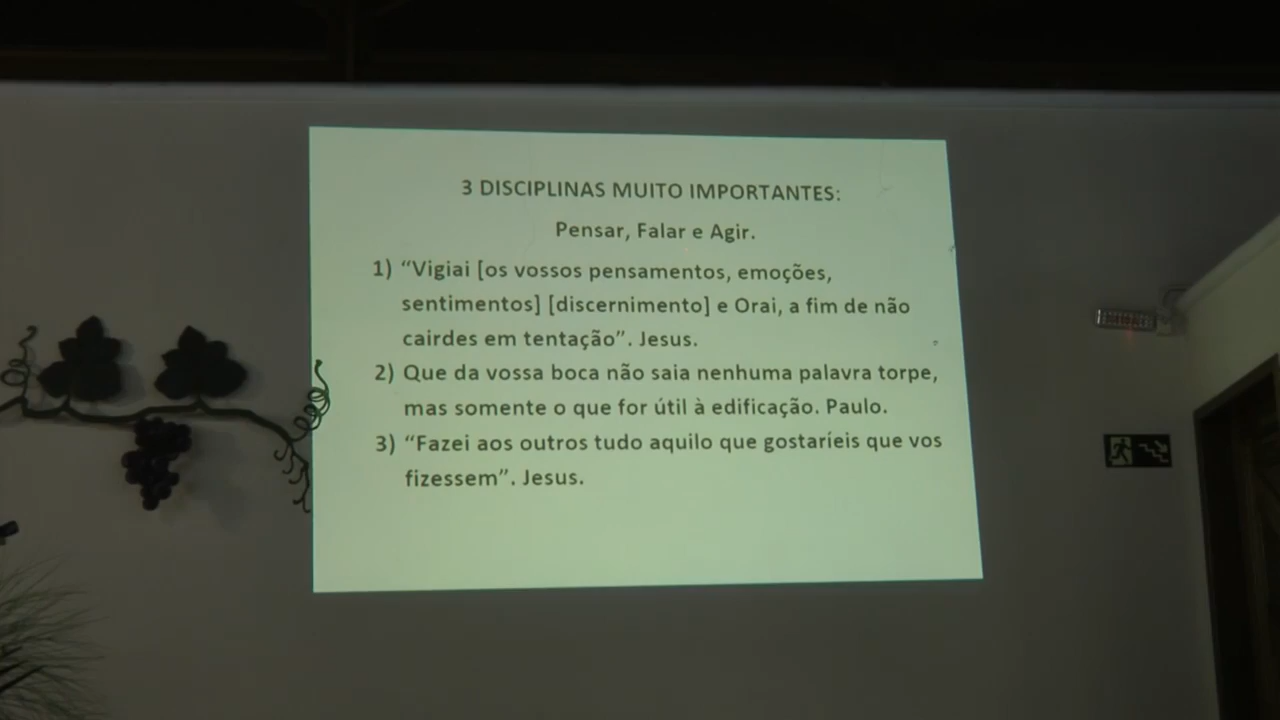 3 DISCIPLINAS MUITO IMPORTANTES:
Pensar, Falar e Agir.
1) “Vigiai [os vossos pensamentos, emoções,
sentimentos] [discernimento] e Orai, a fim de não
cairdes em tentação”. Jesus.
2) Que da vossa boca não saia nenhuma palavra torpe,
mas somente o que for útil à edificação. Paulo.
3) “Fazei aos outros tudo aquilo que gostaríeis que vos
fizessem”. Jesus.